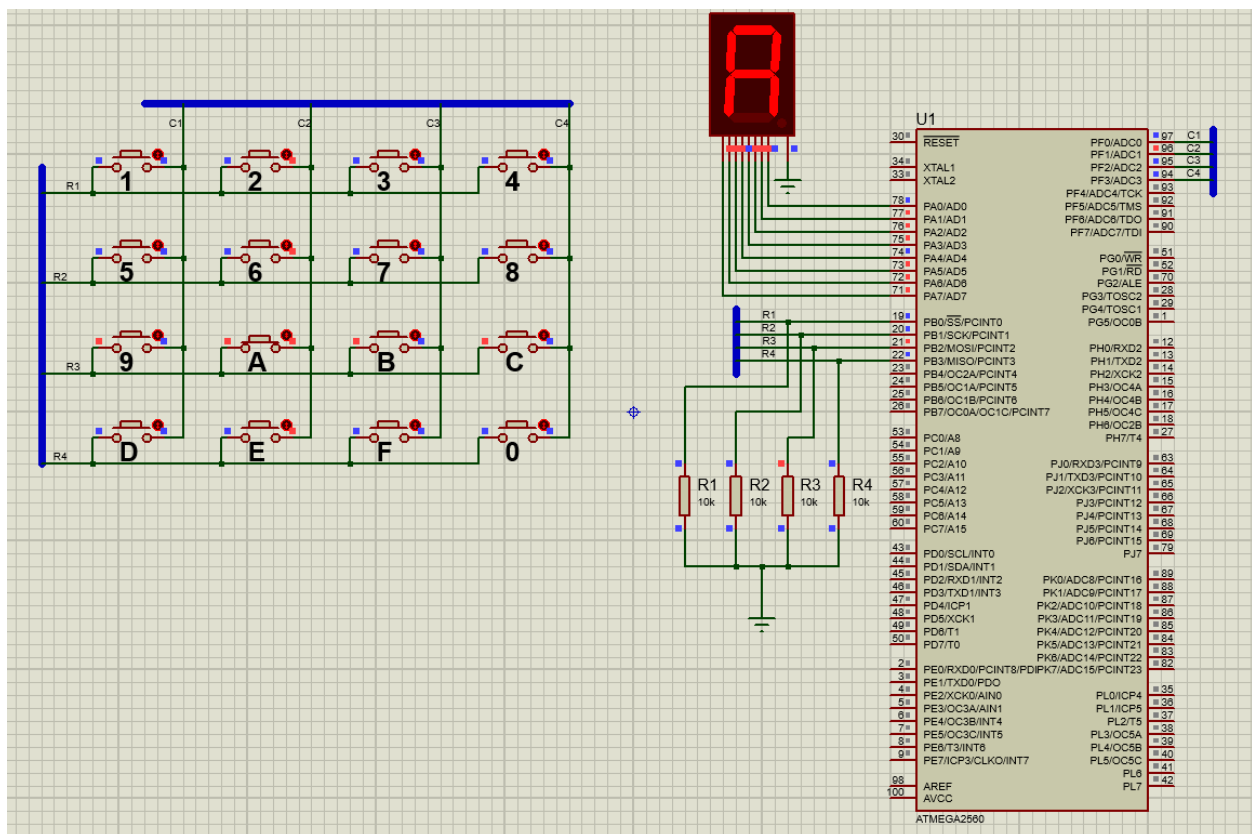 A
C1 C2 C3 C4
1 2 3 4
R1
5 6 7 8
R2
9 A B C
R3
D E F 0
R4
U1
30 RESET
34 XTAL1
33 XTAL2
78 PA0/AD0
77 PA1/AD1
76 PA2/AD2
75 PA3/AD3
74 PA4/AD4
73 PA5/AD5
72 PA6/AD6
71 PA7/AD7
R1 19 PB0/SS/PCINT0
R2 20 PB1/SCK/PCINT1
R3 21 PB2/MOSI/PCINT2
R4 22 PB3/MISO/PCINT3
23 PB4/OC2A/PCINT4
24 PB5/OC1A/PCINT5
25 PB6/OC1B/PCINT6
26 PB7/OC0A/OC1C/PCINT7
53 PC0/A8
54 PC1/A9
55 PC2/A10
56 PC3/A11
57 PC4/A12
58 PC5/A13
59 PC6/A14
60 PC7/A15
43 PD0/SCL/INT0
44 PD1/SDA/INT1
45 PD2/RXD1/INT2
46 PD3/TXD1/INT3
47 PD4/ICP1
48 PD5/XCK1
49 PD6/T1
50 PD7/T0
2 PE0/RXD0/PCINT8/PDI
3 PE1/TXD0/PDO
4 PE2/XCK0/AIN0
5 PE3/OC3A/AIN1
6 PE4/OC3B/INT4
7 PE5/OC3C/INT5
8 PE6/T3/INT6
9 PE7/ICP3/CLKO/INT7
98 AREF
100 AVCC
PF0/ADC0 97 C1
PF1/ADC1 96 C2
PF2/ADC2 95 C3
PF3/ADC3 94 C4
PF4/ADC4/TCK 93
PF5/ADC5/TMS 92
PF6/ADC6/TDO 91
PF7/ADC7/TDI 90
PG0/WR 51
PG1/RD 52
PG2/ALE 70
PG3/TOSC2 28
PG4/TOSC1 29
PG5/OC0B 1
PH0/RXD2 12
PH1/TXD2 13
PH2/XCK2 14
PH3/OC4A 15
PH4/OC4B 16
PH5/OC4C 17
PH6/OC2B 18
PH7/T4 27
PJ0/RXD3/PCINT9 63
PJ1/TXD3/PCINT10 64
PJ2/XCK3/PCINT11 65
PJ3/PCINT12 66
PJ4/PCINT13 67
PJ5/PCINT14 68
PJ6/PCINT15 69
PJ7 79
PK0/ADC8/PCINT16 89
PK1/ADC9/PCINT17 88
PK2/ADC10/PCINT18 87
PK3/ADC11/PCINT19 86
PK4/ADC12/PCINT20 85
PK5/ADC13/PCINT21 84
PK6/ADC14/PCINT22 83
PK7/ADC15/PCINT23 82
PL0/ICP4 35
PL1/ICP5 36
PL2/T5 37
PL3/OC5A 38
PL4/OC5B 39
PL5/OC5C 40
PL6 41
PL7 42
ATMEGA2560
R1 R2 R3 R4
10k 10k 10k 10k